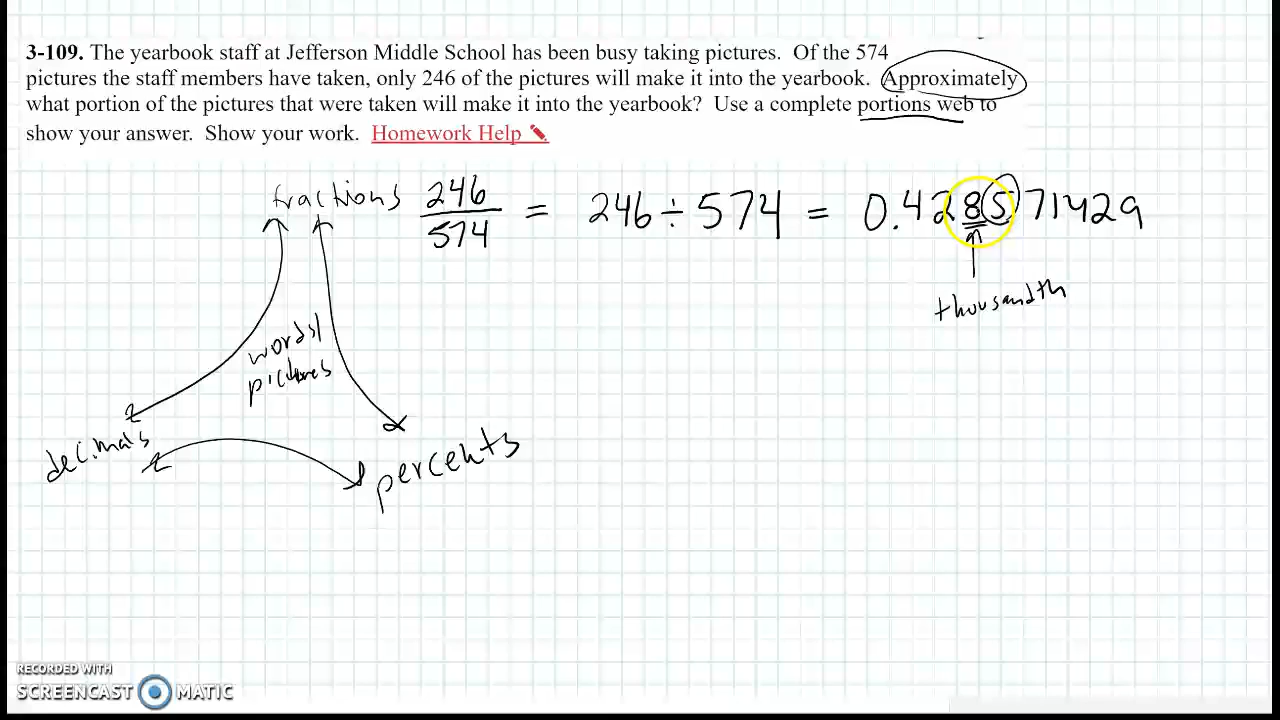 3-109. The yearbook staff at Jefferson Middle School has been busy taking pictures. Of the 574
pictures the staff members have taken, only 246 of the pictures will make it into the yearbook. Approximately
what portion of the pictures that were taken will make it into the yearbook? Use a complete portions web to
show your answer. Show your work. Homework Help
fractions 246/574 = 246 ÷ 574 = 0.428571429
thousandth
words/
pictures
decimals
percents
RECORDED WITH
SCREENCAST MATIC